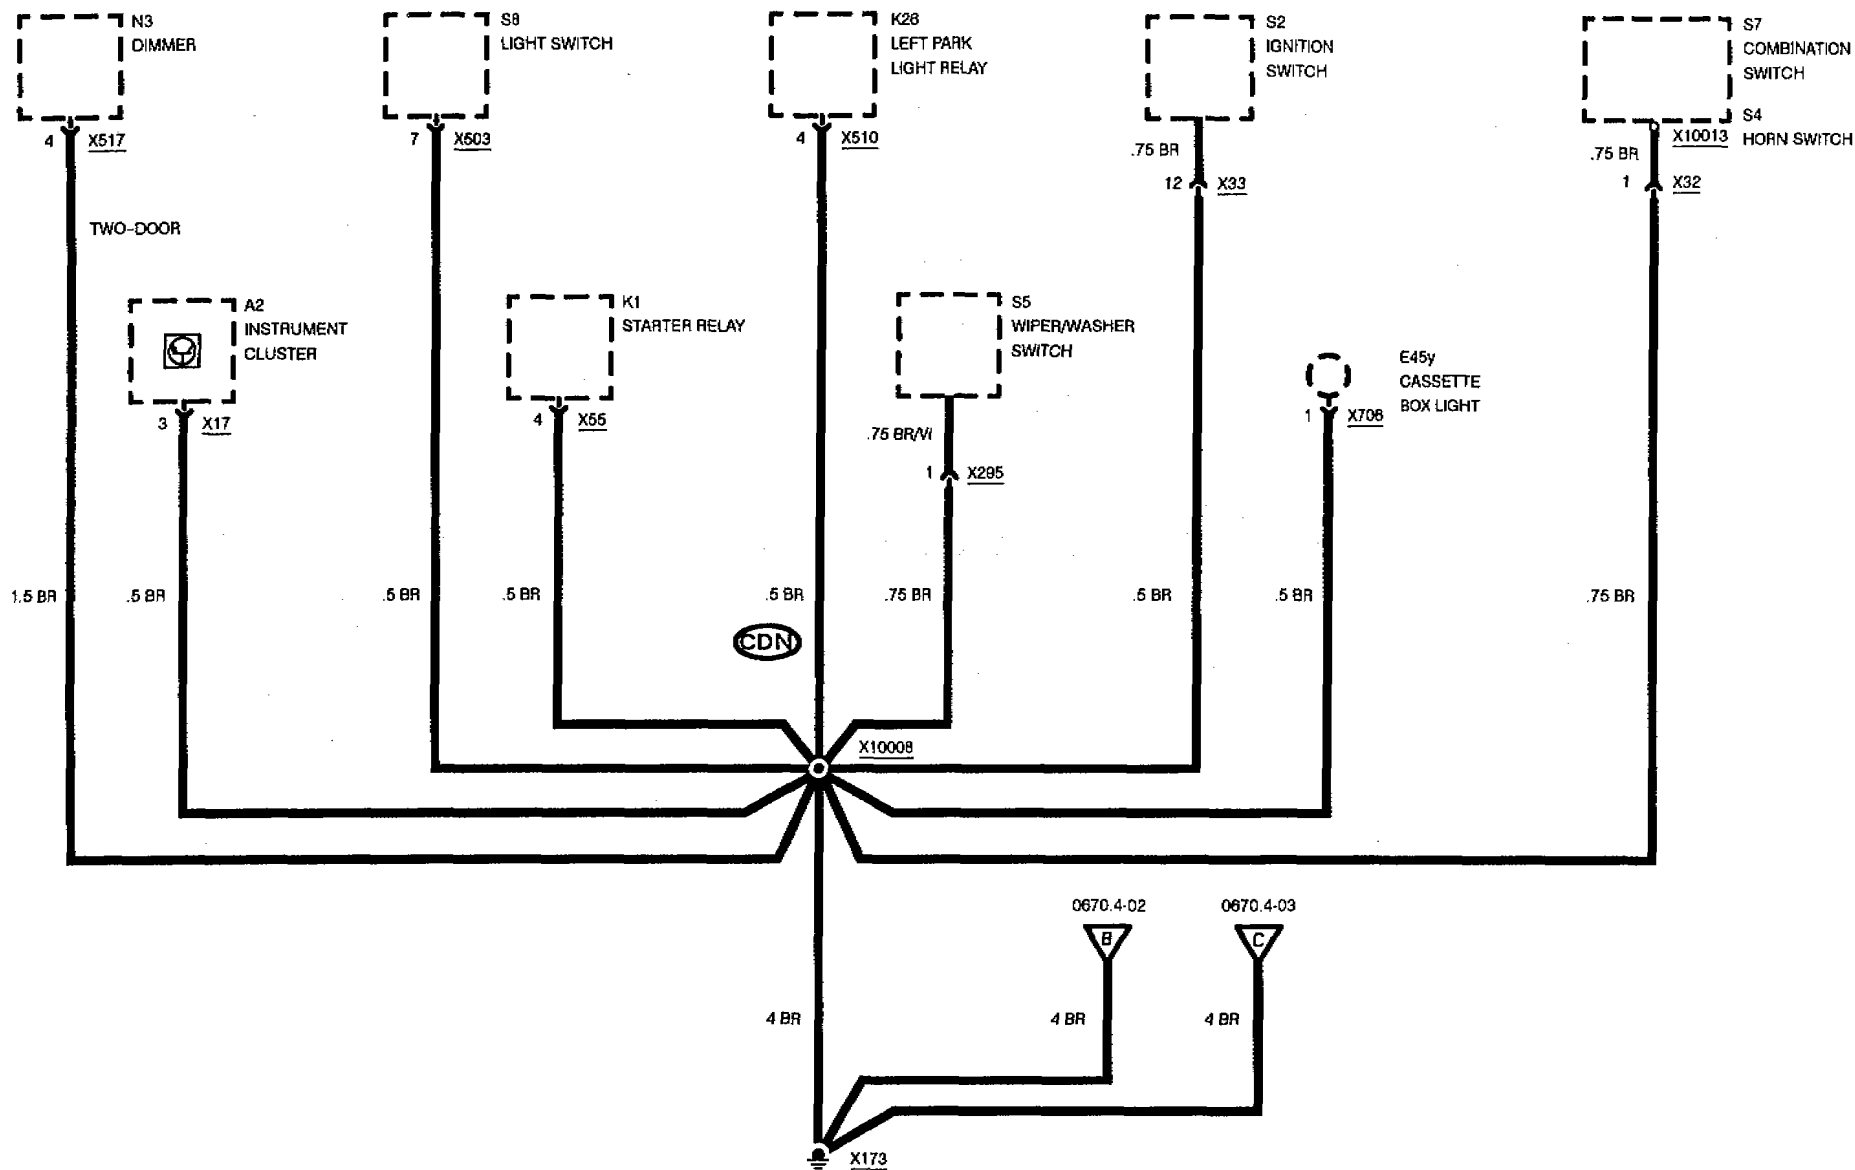 N3
DIMMER
4 X517
S8
LIGHT SWITCH
7 X503
K26
LEFT PARK
LIGHT RELAY
4 X510
S2
IGNITION
SWITCH
.75 BR
12 X33
S7
COMBINATION
SWITCH
S4
HORN SWITCH
X10013
.75 BR
1 X32
TWO-DOOR
A2
INSTRUMENT
CLUSTER
3 X17
K1
STARTER RELAY
4 X55
S5
WIPER/WASHER
SWITCH
.75 BR/VI
1 X295
E45y
CASSETTE
BOX LIGHT
1 X706
1.5 BR
.5 BR
.5 BR
.5 BR
.5 BR
.75 BR
.5 BR
.5 BR
.75 BR
CDN
X10008
0670.4-02
B
0670.4-03
C
4 BR
4 BR
4 BR
X173